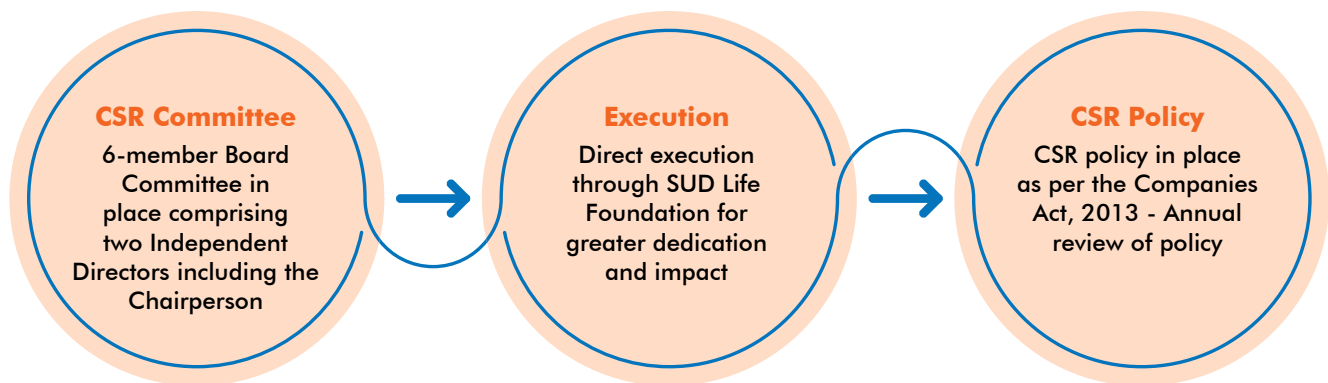 CSR Committee
6-member Board
Committee in
place comprising
two Independent
Directors including the
Chairperson
Execution
Direct execution
through SUD Life
Foundation for
greater dedication
and impact
CSR Policy
CSR policy in place
as per the Companies
Act, 2013 - Annual
review of policy